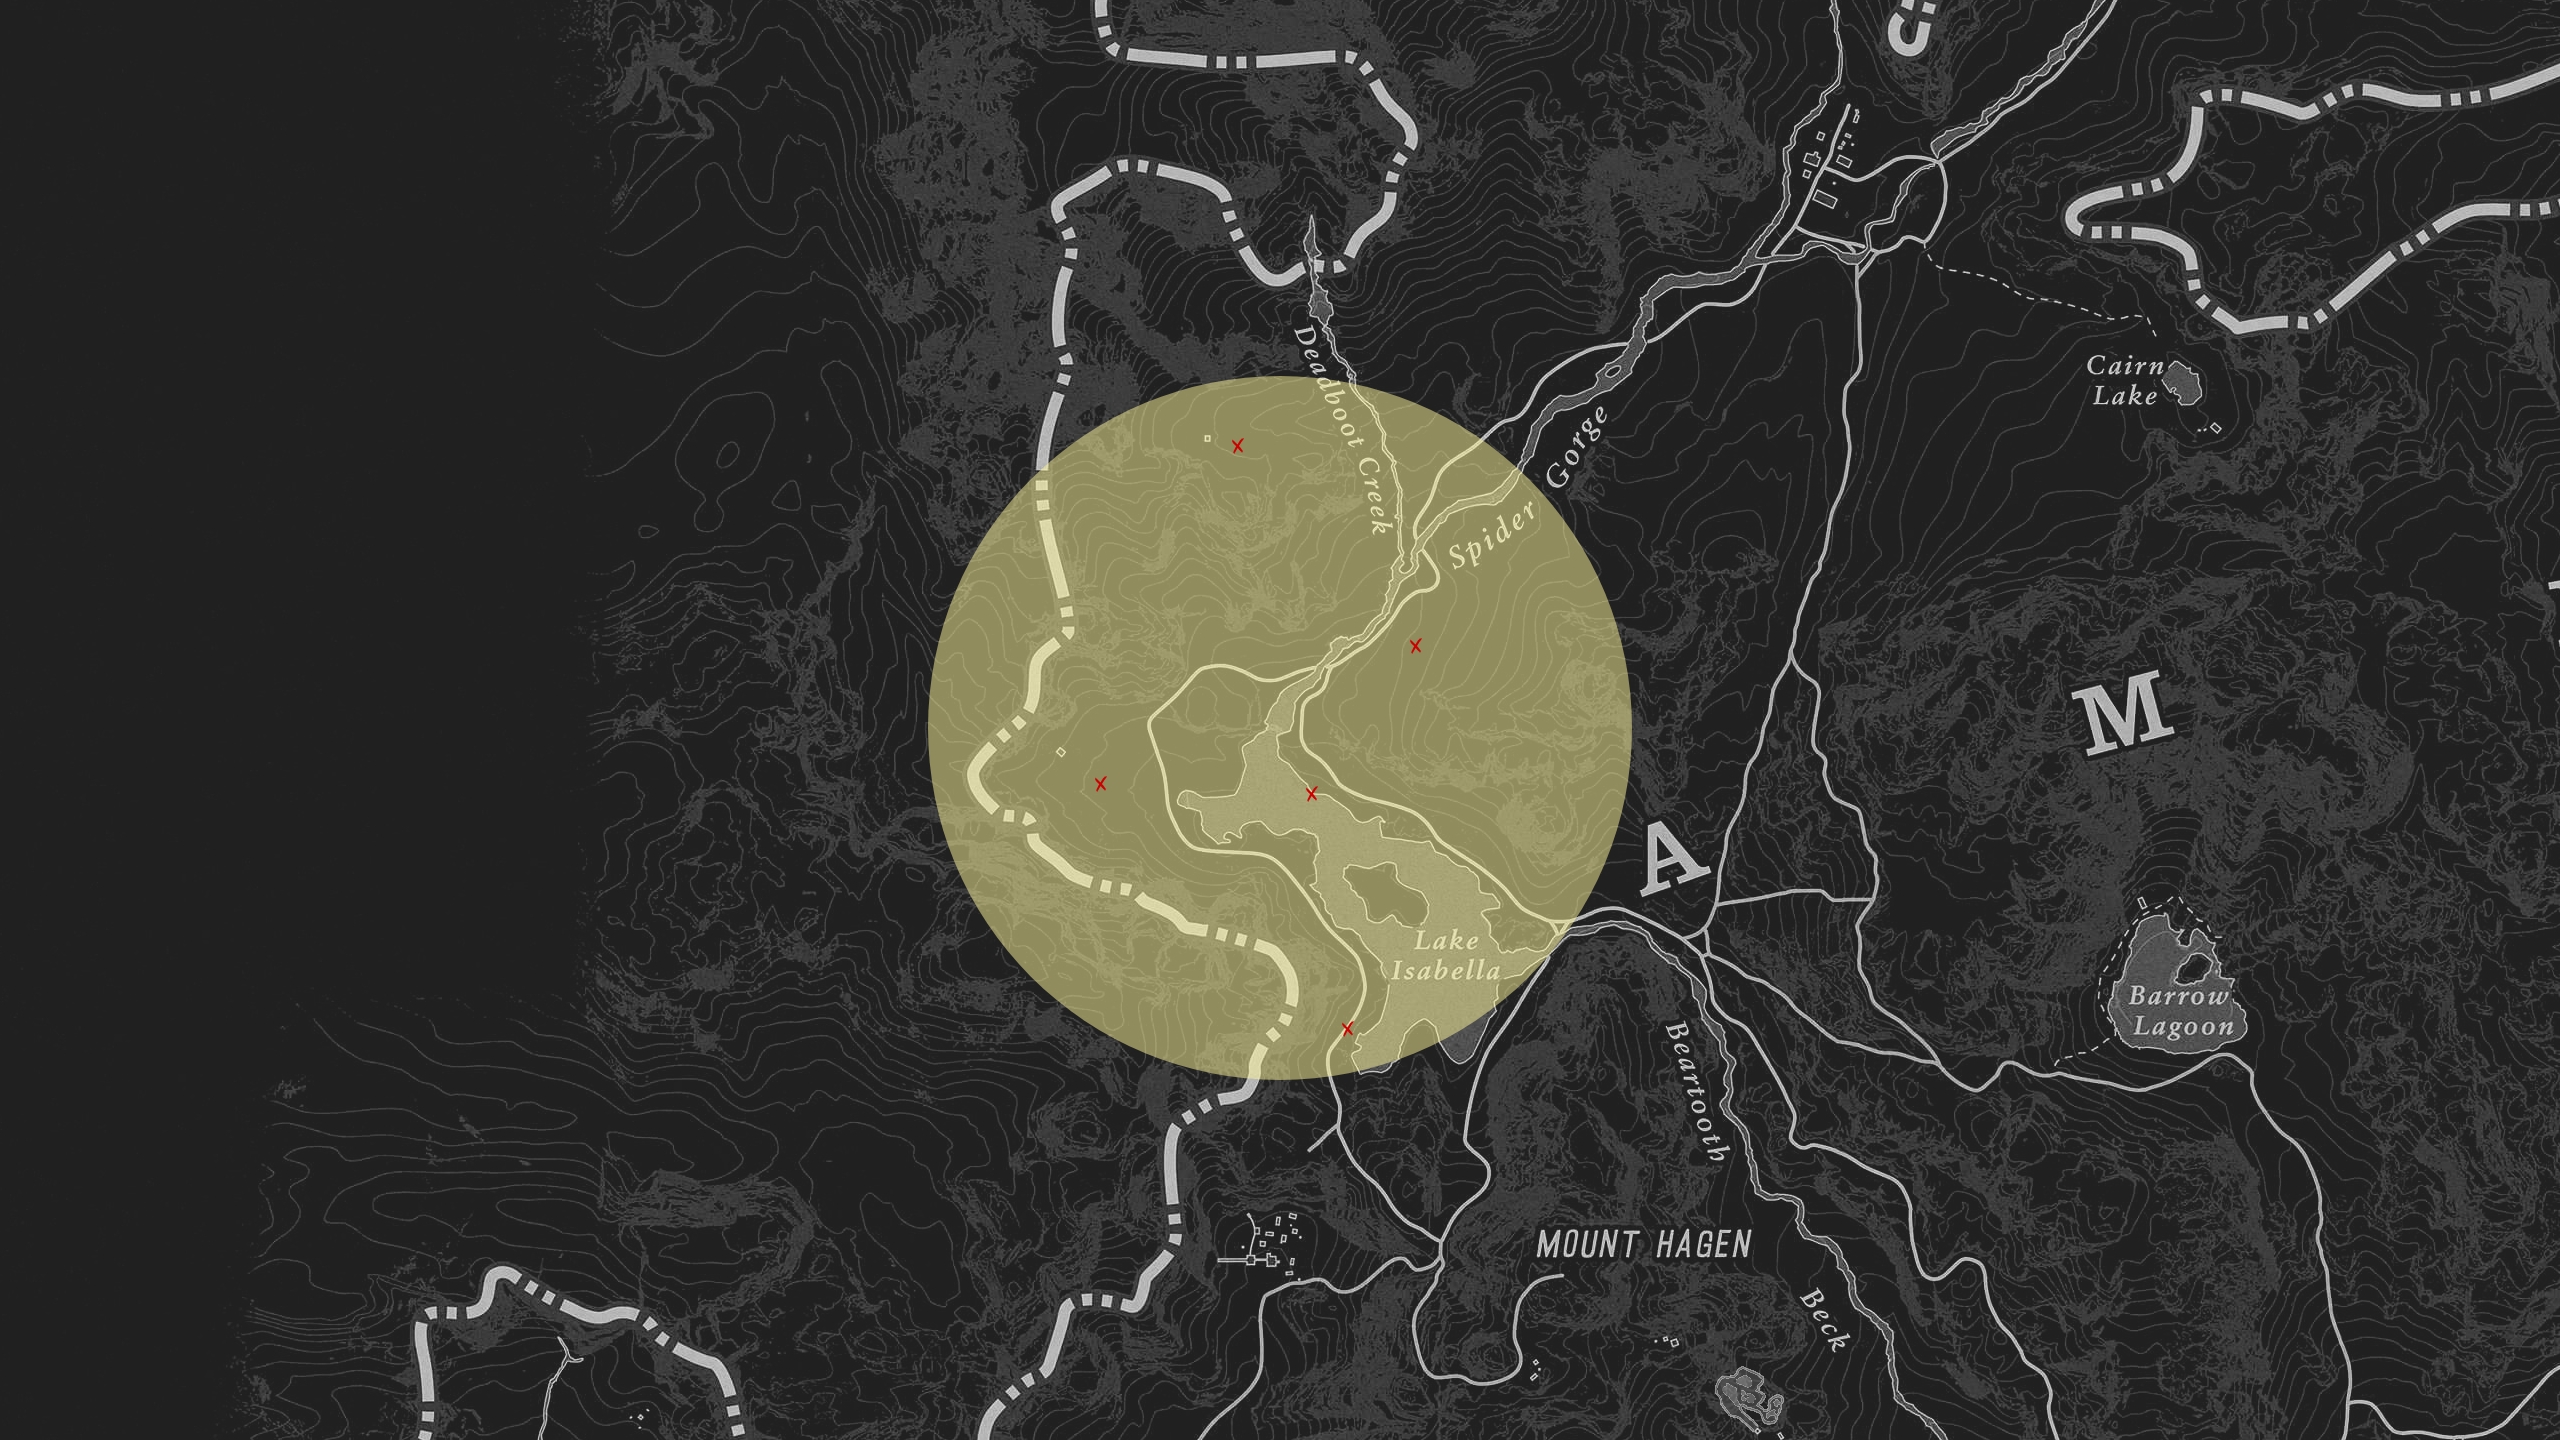 Deadboot Creek
Spider Gorge
Cairn
Lake
M
A
Lake
Isabella
Barrow
Lagoon
Beartooth Beck
MOUNT HAGEN